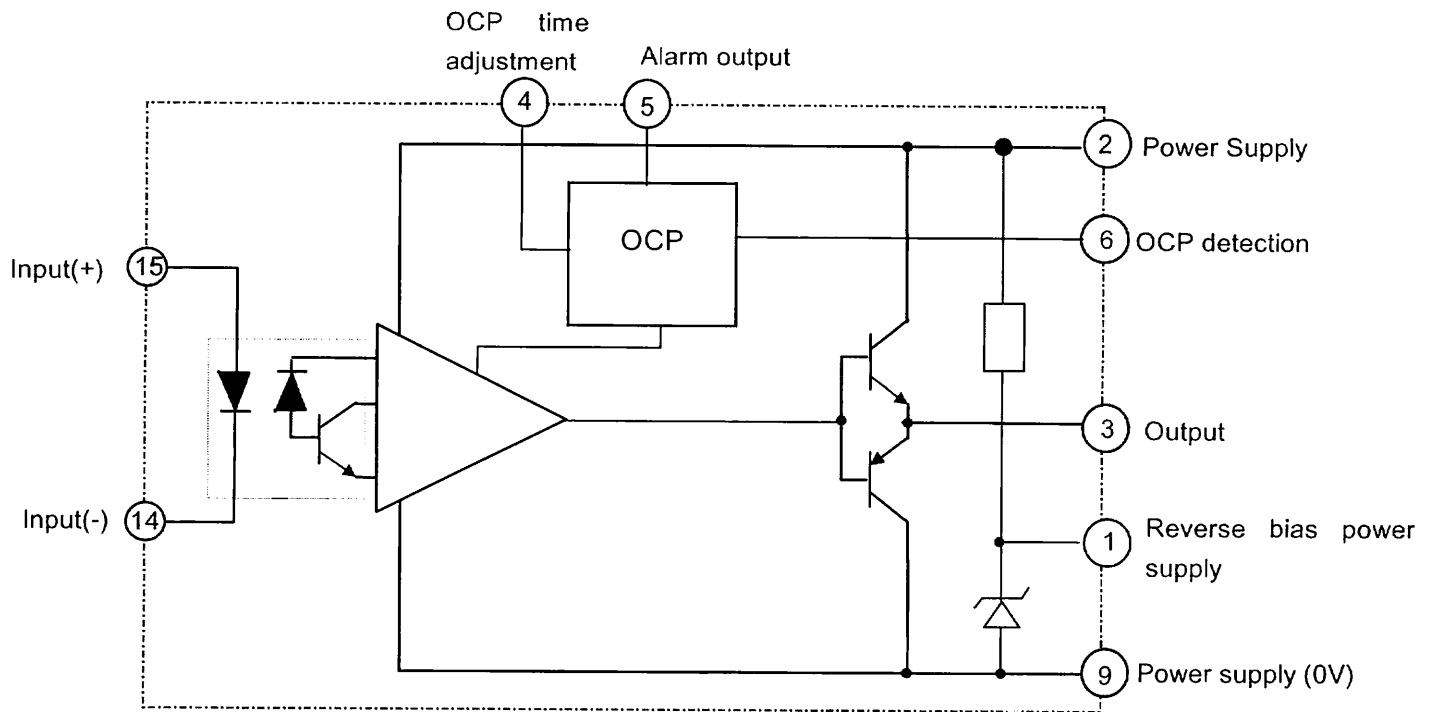 OCP time
adjustment
Alarm output
4
5
2 Power Supply
OCP
6 OCP detection
Input(+) 15
3 Output
Input(-) 14
1 Reverse bias power
supply
9 Power supply (0V)